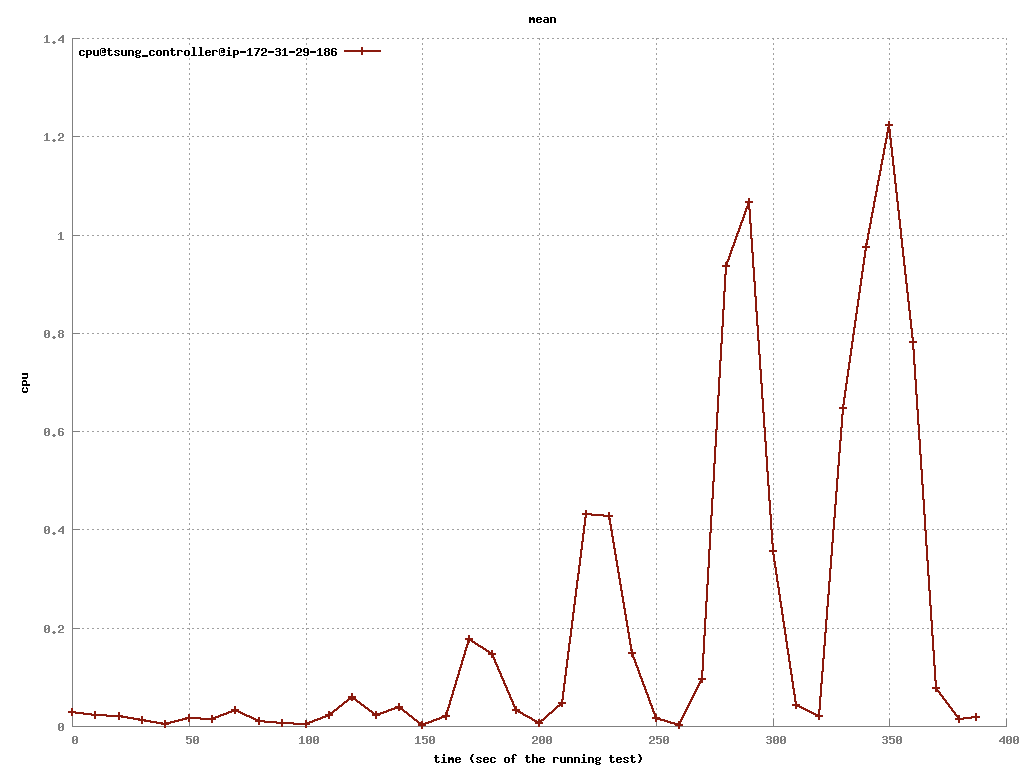 mean
1.4
cpu@tsung_controller@ip-172-31-29-186
1.2
1
0.8
cpu
0.6
0.4
0.2
0
0 50 100 150 200 250 300 350 400
time (sec of the running test)